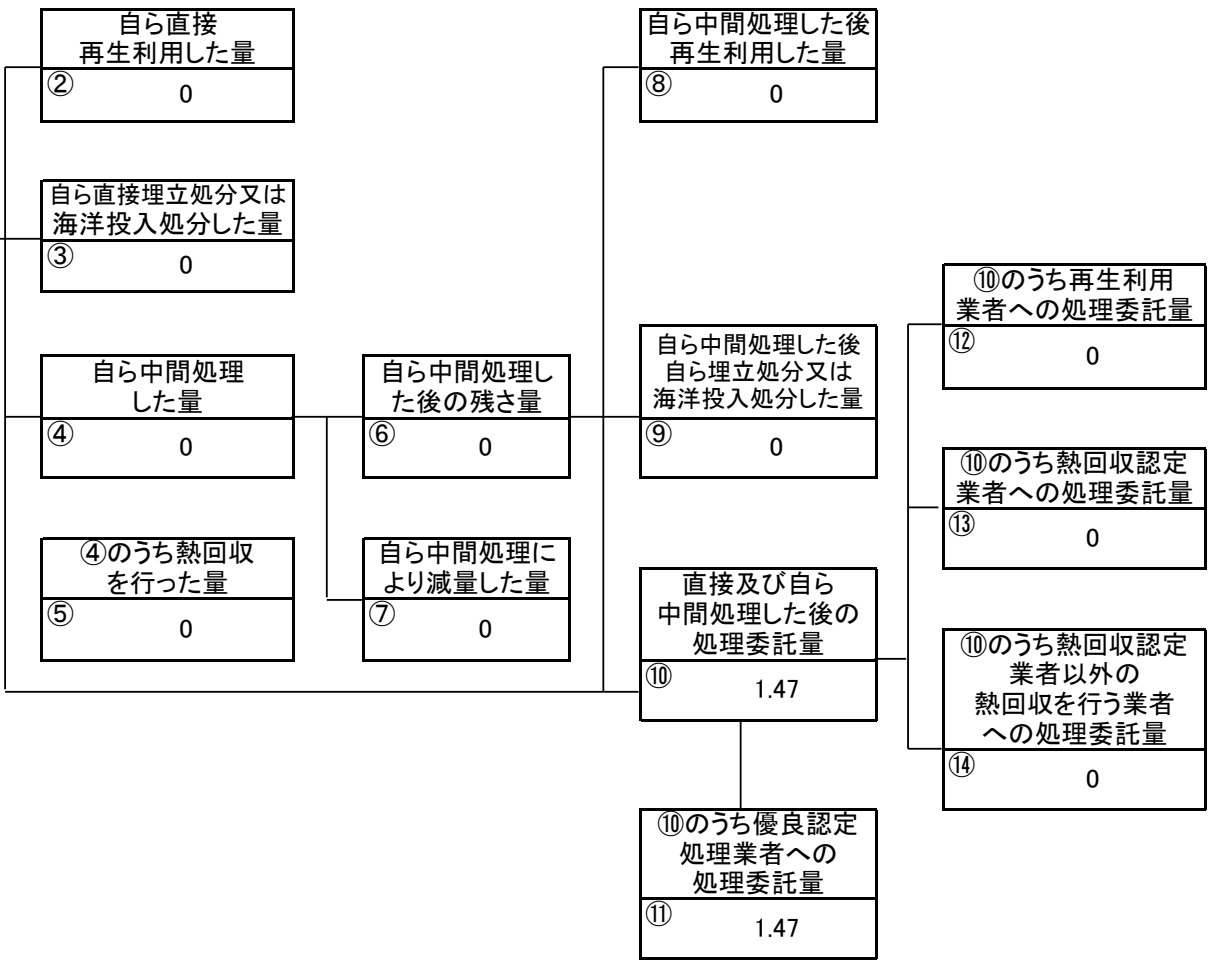 自ら直接
再生利用した量
②
0
自ら直接埋立処分又は
海洋投入処分した量
③
0
自ら中間処理
した量
④
0
④のうち熱回収
を行った量
⑤
0
自ら中間処理し
た後の残さ量
⑥
0
自ら中間処理に
より減量した量
⑦
0
自ら中間処理した後
再生利用した量
⑧
0
自ら中間処理した後
自ら埋立処分又は
海洋投入処分した量
⑨
0
直接及び自ら
中間処理した後の
処理委託量
⑩
1.47
⑩のうち優良認定
処理業者への
処理委託量
⑪
1.47
⑩のうち再生利用
業者への処理委託量
⑫
0
⑩のうち熱回収認定
業者への処理委託量
⑬
0
⑩のうち熱回収認定
業者以外の
熱回収を行う業者
への処理委託量
⑭
0